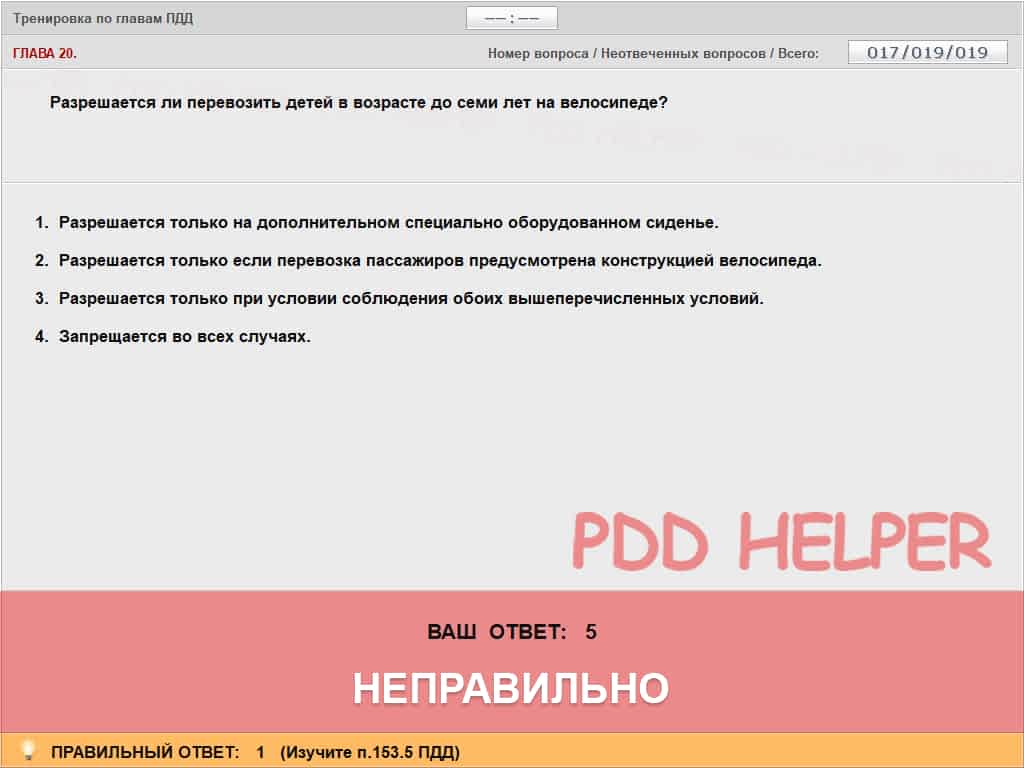 Тренировка по главам ПДД
—— : ——
ГЛАВА 20.
Номер вопроса / Неотвеченных вопросов / Всего:
017/019/019
Разрешается ли перевозить детей в возрасте до семи лет на велосипеде?
1. Разрешается только на дополнительном специально оборудованном сиденье.
2. Разрешается только если перевозка пассажиров предусмотрена конструкцией велосипеда.
3. Разрешается только при условии соблюдения обоих вышеперечисленных условий.
4. Запрещается во всех случаях.
PDD HELPER
ВАШ ОТВЕТ: 5
НЕПРАВИЛЬНО
ПРАВИЛЬНЫЙ ОТВЕТ: 1 (Изучите п.153.5 ПДД)